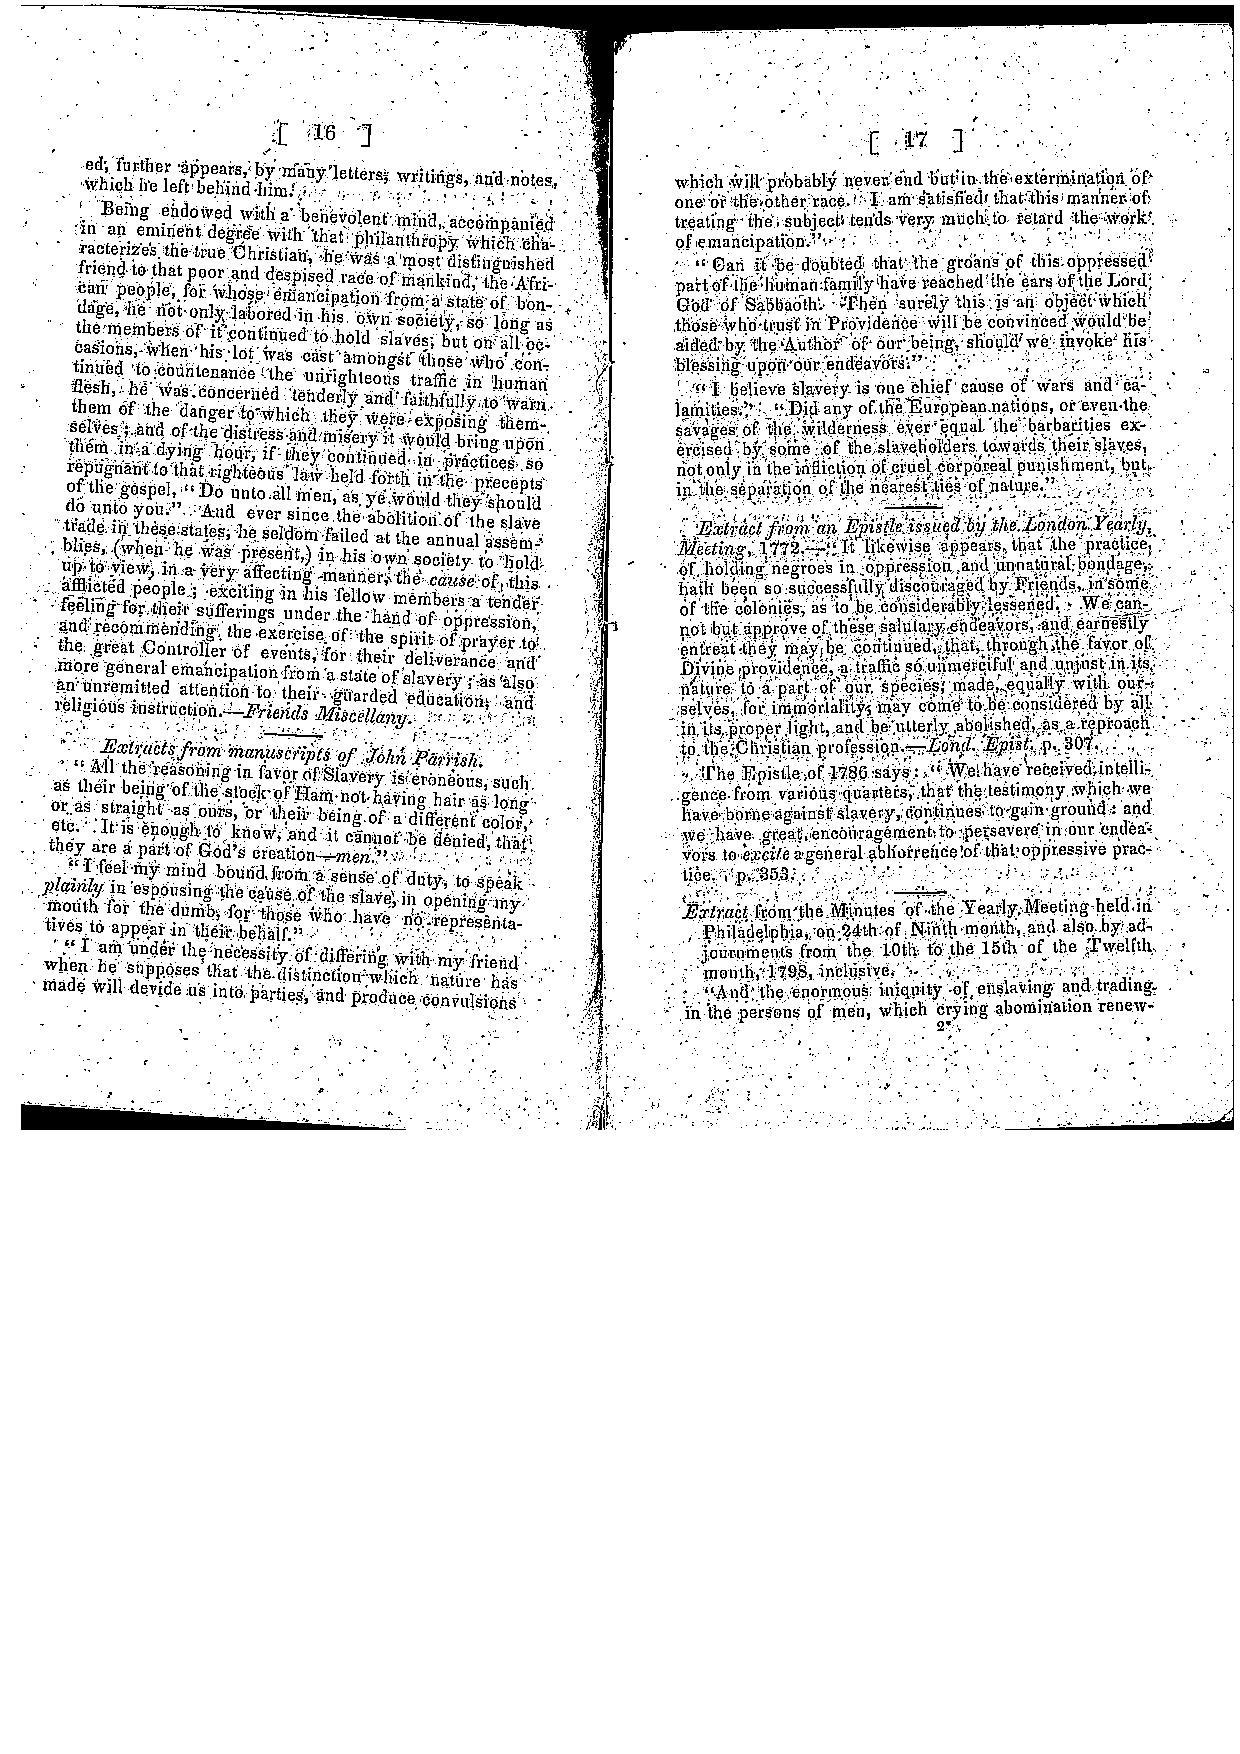 [ 16 ]
ed, further appears, by many letters, writings, and notes,
which he left behind him.
Being endowed with a benevolent mind, accompanied
in an eminent degree with that philanthropy which cha-
racterizes the true Christian, he was a most distinguished
friend to that poor and despised race of mankind, the Afri-
can people, for whose emancipation from a state of bon-
dage, he not only labored in his own society, so long as
the members of it continued to hold slaves; but on all oc-
casions, when his lot was cast amongst those who con-
tinued to countenance the unrighteous traffic in human
flesh, he was concerned tenderly and faithfully to warn
them of the danger to which they were exposing them-
selves; and of the distress and misery it would bring upon
them in a dying hour, if they continued in practices so
repugnant to that righteous law held forth in the precepts
of the gospel, "Do unto all men, as ye would they should
do unto you." And ever since the abolition of the slave
trade in these states, he seldom failed at the annual assem-
blies, (when he was present,) in his own society to hold
up to view, in a very affecting manner, the cause of this
afflicted people; exciting in his fellow members a tender
feeling for their sufferings under the hand of oppression,
and recommending the exercise of the spirit of prayer to
the great Controller of events, for their deliverance and
more general emancipation from a state of slavery; as also
an unremitted attention to their guarded education, and
religious instruction.—Friends Miscellany.
Extracts from manuscripts of John Parrish.
"All the reasoning in favor of Slavery is eroneous, such
as their being of the stock of Ham not having hair as long
or as straight as ours, or their being of a different color,
etc. It is enough to know, and it cannot be denied, that
they are a part of God's creation—men."
"I feel my mind bound from a sense of duty, to speak
plainly in espousing the cause of the slave, in opening my
mouth for the dumb, for those who have no representa-
tives to appear in their behalf."
"I am under the necessity of differing with my friend
when he supposes that the distinction which nature has
made will devide us into parties, and produce convulsions
[ 17 ]
which will probably never end but in the extermination of
one or the other race. I am satisfied that this manner of
treating the subject tends very much to retard the work
of emancipation."
"Can it be doubted that the groans of this oppressed
part of the human family have reached the ears of the Lord
God of Sabbaoth. Then surely this is an object which
those who trust in Providence will be convinced would be
aided by the Author of our being, should we invoke his
blessing upon our endeavors."
"I believe slavery is one chief cause of wars and ca-
lamities." "Did any of the European nations, or even the
savages of the wilderness ever equal the barbarities ex-
ercised by some of the slaveholders towards their slaves,
not only in the infliction of cruel corporeal punishment, but
in the separation of the nearest ties of nature."
Extract from an Epistle issued by the London Yearly
Meeting, 1772.—"It likewise appears, that the practice,
of holding negroes in oppression and unnatural bondage,
hath been so successfully discouraged by Friends, in some
of the colonies, as to be considerably lessened. We can-
not but approve of these salutary endeavors, and earnestly
entreat they may be continued, that, through the favor of
Divine providence, a traffic so unmerciful and unjust in its
nature to a part of our species, made, equally with our-
selves, for immortality, may come to be considered by all
in its proper light, and be utterly abolished, as a reproach
to the Christian profession.—Lond. Epist. p. 307.
The Epistle of 1786 says: "We have received intelli-
gence from various quarters, that the testimony which we
have borne against slavery, continues to gain ground: and
we have great encouragement to persevere in our endea-
vors to excite a general abhorrence of that oppressive prac-
tice. p. 353.
Extract from the Minutes of the Yearly Meeting held in
Philadelphia, on 24th of Ninth month, and also by ad-
journments from the 10th to the 15th of the Twelfth
month, 1798, inclusive.
"And the enormous iniquity of enslaving and trading
in the persons of men, which crying abomination renew-
2*